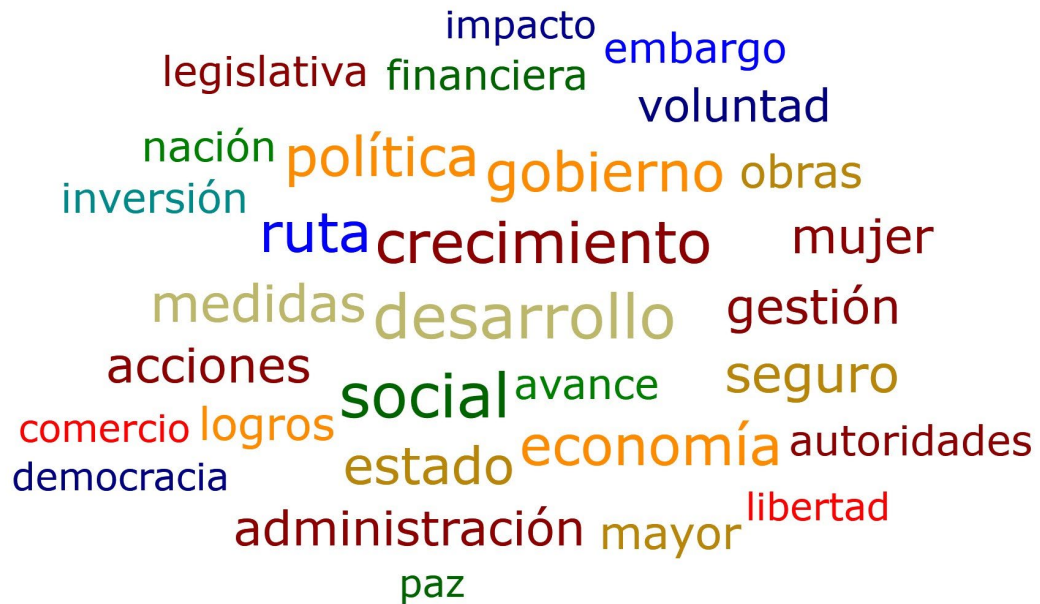 impacto
embargo
legislativa financiera
voluntad
nación política gobierno obras
inversión
ruta crecimiento mujer
medidas desarrollo gestión
acciones social avance seguro
comercio logros estado economía autoridades
democracia
libertad
administración mayor
paz